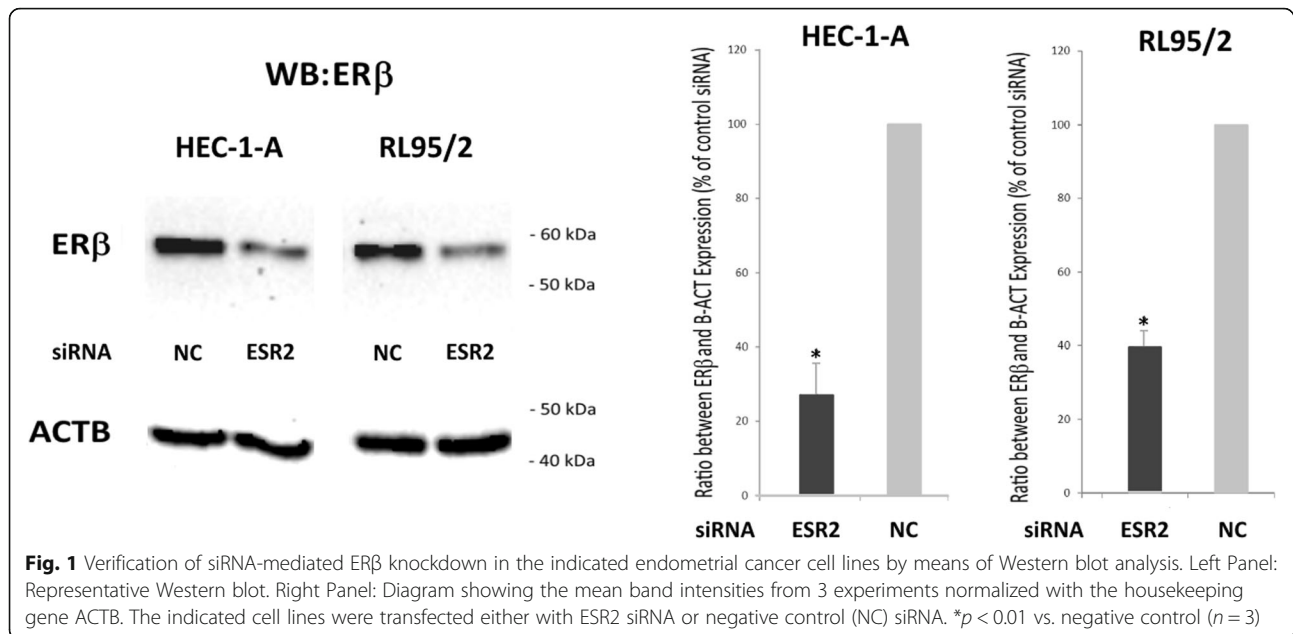 WB:ERβ
HEC-1-A RL95/2
ERβ
- 60 kDa
- 50 kDa
siRNA NC ESR2 NC ESR2
ACTB
- 50 kDa
- 40 kDa
HEC-1-A
Ratio between ERβ and B-ACT Expression (% of control siRNA)
120
100
80
60
40
20
0
*
siRNA ESR2 NC
RL95/2
Ratio between ERβ and B-ACT Expression (% of control siRNA)
120
100
80
60
40
20
0
*
siRNA ESR2 NC
Fig. 1 Verification of siRNA-mediated ERβ knockdown in the indicated endometrial cancer cell lines by means of Western blot analysis. Left Panel:
Representative Western blot. Right Panel: Diagram showing the mean band intensities from 3 experiments normalized with the housekeeping
gene ACTB. The indicated cell lines were transfected either with ESR2 siRNA or negative control (NC) siRNA. *p < 0.01 vs. negative control (n = 3)